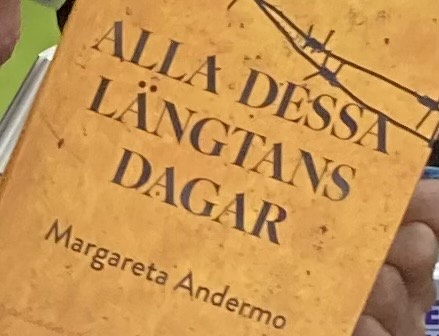 ALLA DESSA
LÄNGTANS
DAGAR
Margareta Andermo